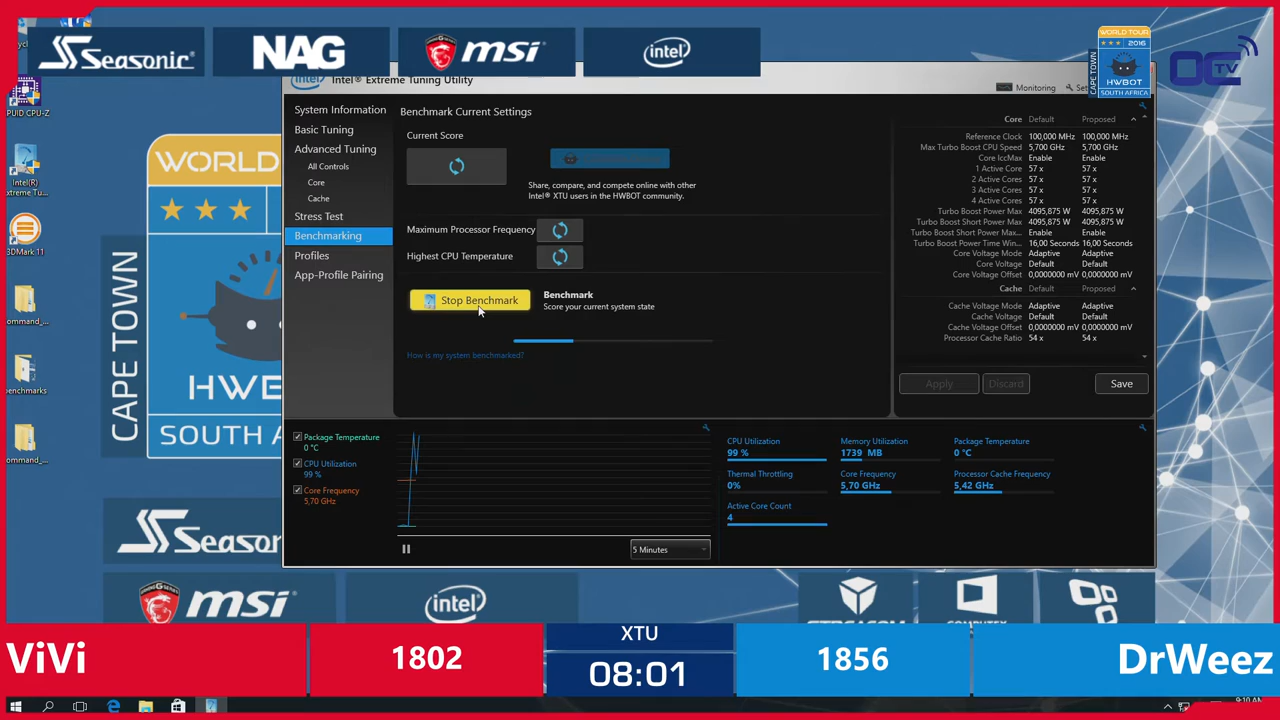 Seasonic
NAG
msi
intel
WORLD TOUR
2016
CAPE TOWN
HWBOT
SOUTH AFRICA
OCTV
Intel® Extreme Tuning Utility
Monitoring
PUID CPU-Z
Intel(R)
Extreme Tu...
3DMark 11
command_...
benchmarks
command_...
WORLD
CAPE TOWN
HWB
SOUTH A
Seasonic
msi
intel
System Information
Basic Tuning
Advanced Tuning
All Controls
Core
Cache
Stress Test
Benchmarking
Profiles
App-Profile Pairing
Benchmark Current Settings
Current Score
Share, compare, and compete online with other
Intel® XTU users in the HWBOT community.
Maximum Processor Frequency
Highest CPU Temperature
Stop Benchmark
Benchmark
Score your current system state
How is my system benchmarked?
Core Default Proposed
Reference Clock 100,000 MHz 100,000 MHz
Max Turbo Boost CPU Speed 5,700 GHz 5,700 GHz
Core IccMax Enable Enable
1 Active Core 57 x 57 x
2 Active Cores 57 x 57 x
3 Active Cores 57 x 57 x
4 Active Cores 57 x 57 x
Turbo Boost Power Max 4095,875 W 4095,875 W
Turbo Boost Short Power Max 4095,875 W 4095,875 W
Turbo Boost Short Power Max... Enable Enable
Turbo Boost Power Time Win... 16,00 Seconds 16,00 Seconds
Core Voltage Mode Adaptive Adaptive
Core Voltage Default Default
Core Voltage Offset 0,0000000 mV 0,0000000 mV
Cache Default Proposed
Cache Voltage Mode Adaptive Adaptive
Cache Voltage Default Default
Cache Voltage Offset 0,0000000 mV 0,0000000 mV
Processor Cache Ratio 54 x 54 x
Apply Discard Save
Package Temperature
0 °C
CPU Utilization
99 %
Core Frequency
5,70 GHz
5 Minutes
CPU Utilization
99 %
Memory Utilization
1739 MB
Package Temperature
0 °C
Thermal Throttling
0%
Core Frequency
5,70 GHz
Processor Cache Frequency
5,42 GHz
Active Core Count
4
ViVi
1802
XTU
08:01
1856
DrWeez